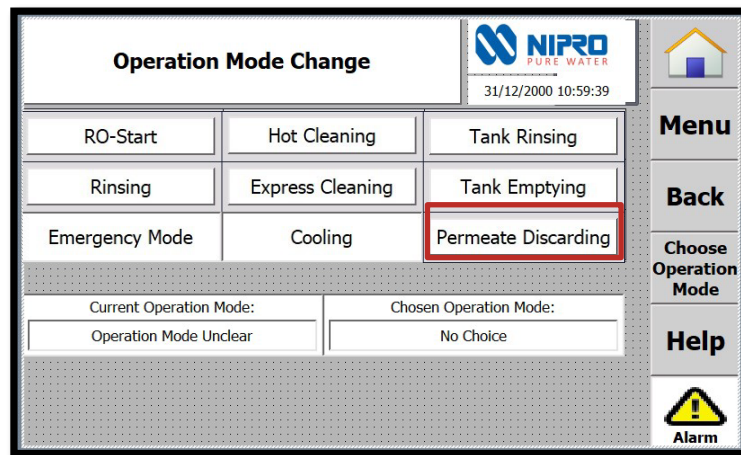 Operation Mode Change
NIPRO
PURE WATER
31/12/2000 10:59:39
RO-Start
Hot Cleaning
Tank Rinsing
Rinsing
Express Cleaning
Tank Emptying
Emergency Mode
Cooling
Permeate Discarding
Current Operation Mode:
Chosen Operation Mode:
Operation Mode Unclear
No Choice
Menu
Back
Choose
Operation
Mode
Help
Alarm